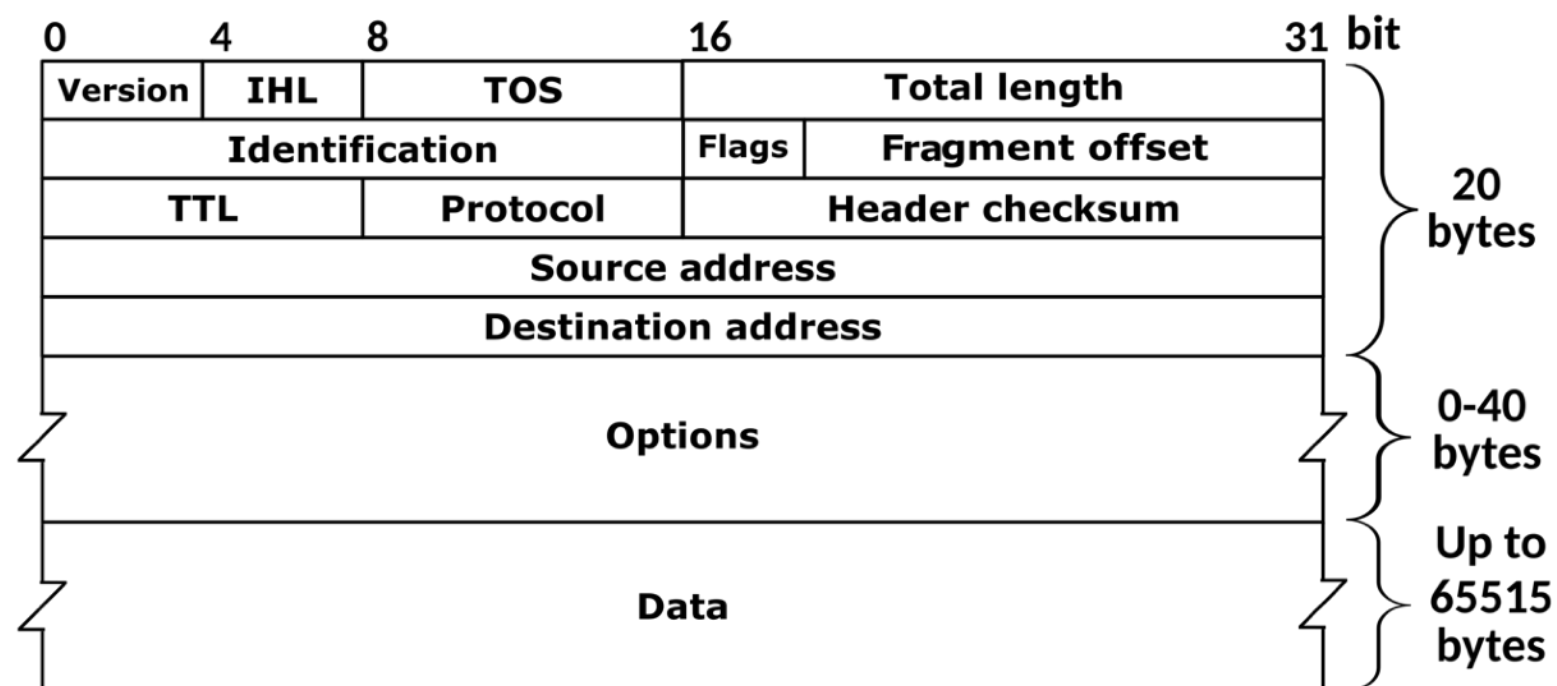 0 4 8 16 31 bit
Version IHL TOS Total length
Identification Flags Fragment offset
TTL Protocol Header checksum
Source address
Destination address
20
bytes
Options
0-40
bytes
Data
Up to
65515
bytes